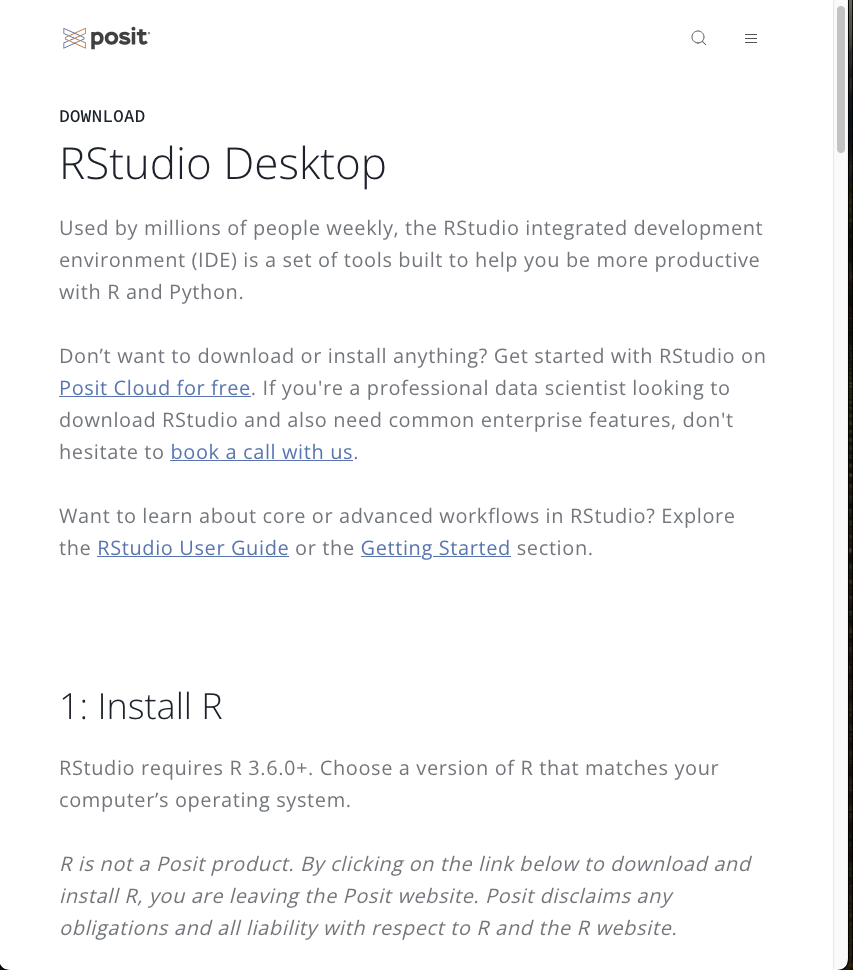 posit
DOWNLOAD
RStudio Desktop
Used by millions of people weekly, the RStudio integrated development
environment (IDE) is a set of tools built to help you be more productive
with R and Python.
Don’t want to download or install anything? Get started with RStudio on
Posit Cloud for free. If you're a professional data scientist looking to
download RStudio and also need common enterprise features, don't
hesitate to book a call with us.
Want to learn about core or advanced workflows in RStudio? Explore
the RStudio User Guide or the Getting Started section.
1: Install R
RStudio requires R 3.6.0+. Choose a version of R that matches your
computer’s operating system.
R is not a Posit product. By clicking on the link below to download and
install R, you are leaving the Posit website. Posit disclaims any
obligations and all liability with respect to R and the R website.